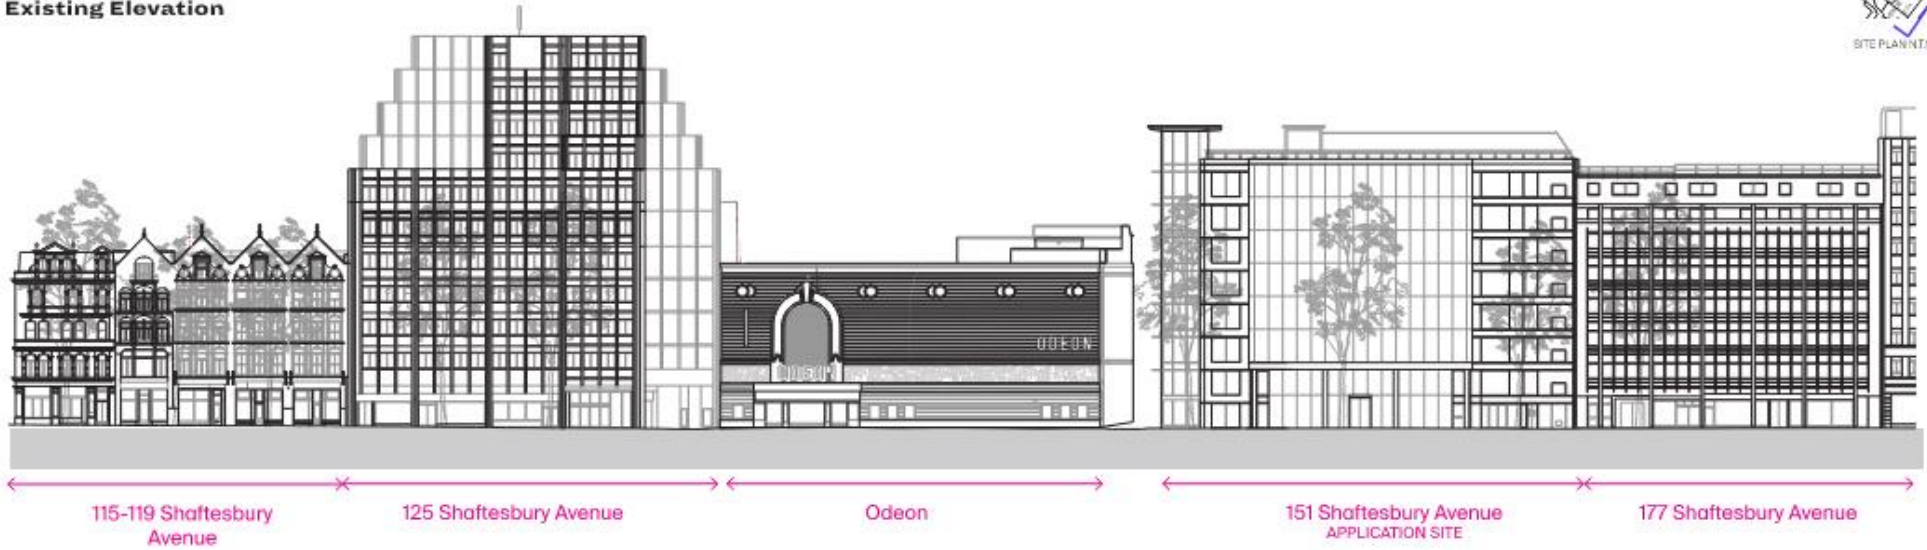 Existing Elevation
SITE PLAN N.T.S
ODEON
ODEON
115-119 Shaftesbury
Avenue
125 Shaftesbury Avenue
Odeon
151 Shaftesbury Avenue
APPLICATION SITE
177 Shaftesbury Avenue